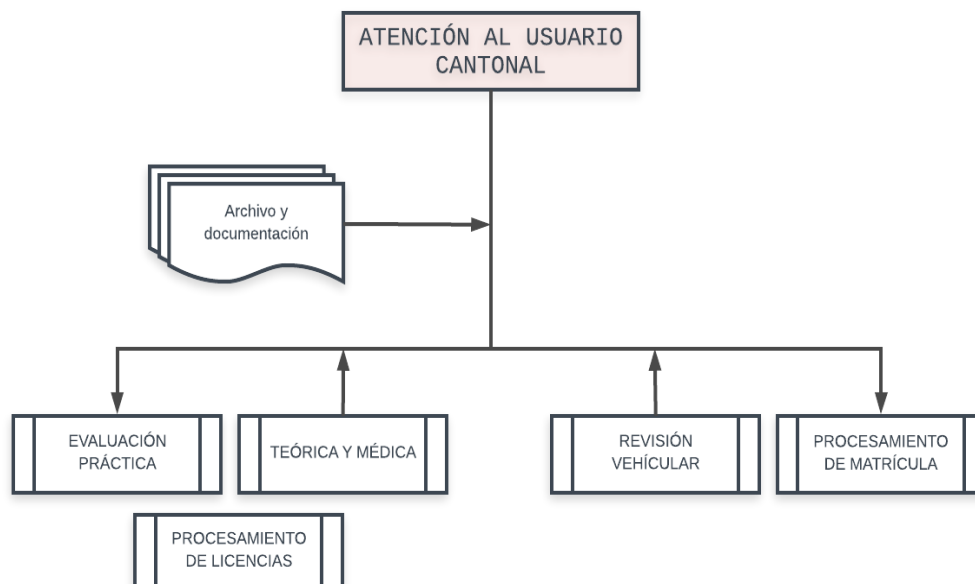 ATENCIÓN AL USUARIO
CANTONAL
Archivo y
documentación
EVALUACIÓN
PRÁCTICA
TEÓRICA Y MÉDICA
REVISIÓN
VEHÍCULAR
PROCESAMIENTO
DE MATRÍCULA
PROCESAMIENTO
DE LICENCIAS